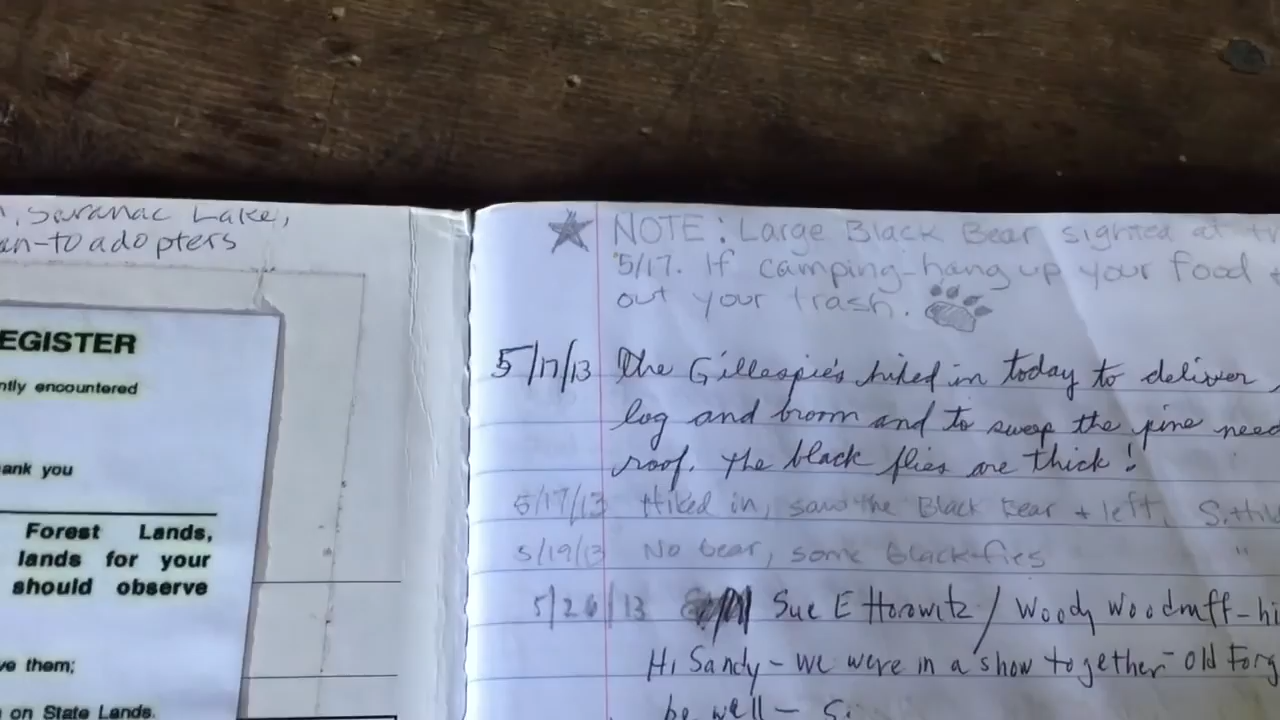 , Saranac Lake,
an-to adopters
EGISTER
ntly encountered
ank you
Forest Lands,
lands for your
should observe
ve them;
on State Lands.
NOTE: Large Black Bear sighted at
5/17. If camping-hang up your food
out your trash.
5/17/13 The Gillespie's hiked in today to deliver
log and broom and to sweep the pine need
roof. The black flies are thick!
5/17/13 Hiked in, saw the Black Bear + left.
5/19/13 No bear, some black-flies "
5/26/13 Sue E Horowitz / Woody Woodruff-hi
Hi Sandy - we were in a show together - Old Forg
be well -